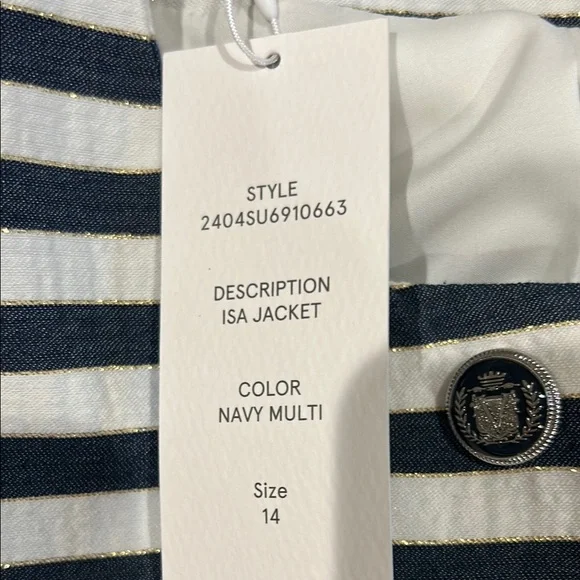 STYLE
2404SU6910663
DESCRIPTION
ISA JACKET
COLOR
NAVY MULTI
Size
14